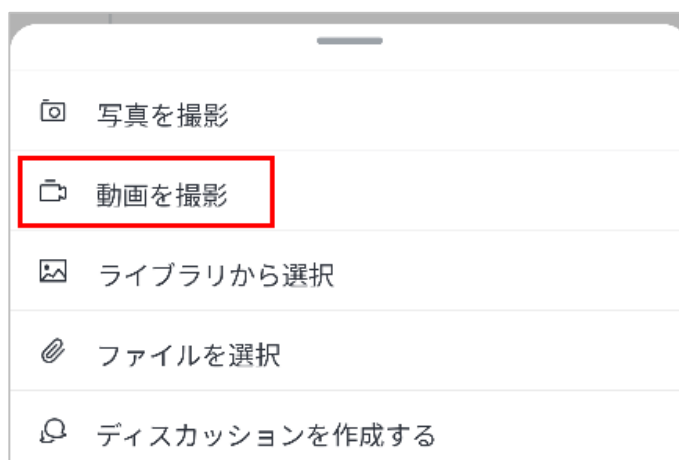 写真を撮影
動画を撮影
ライブラリから選択
ファイルを選択
ディスカッションを作成する